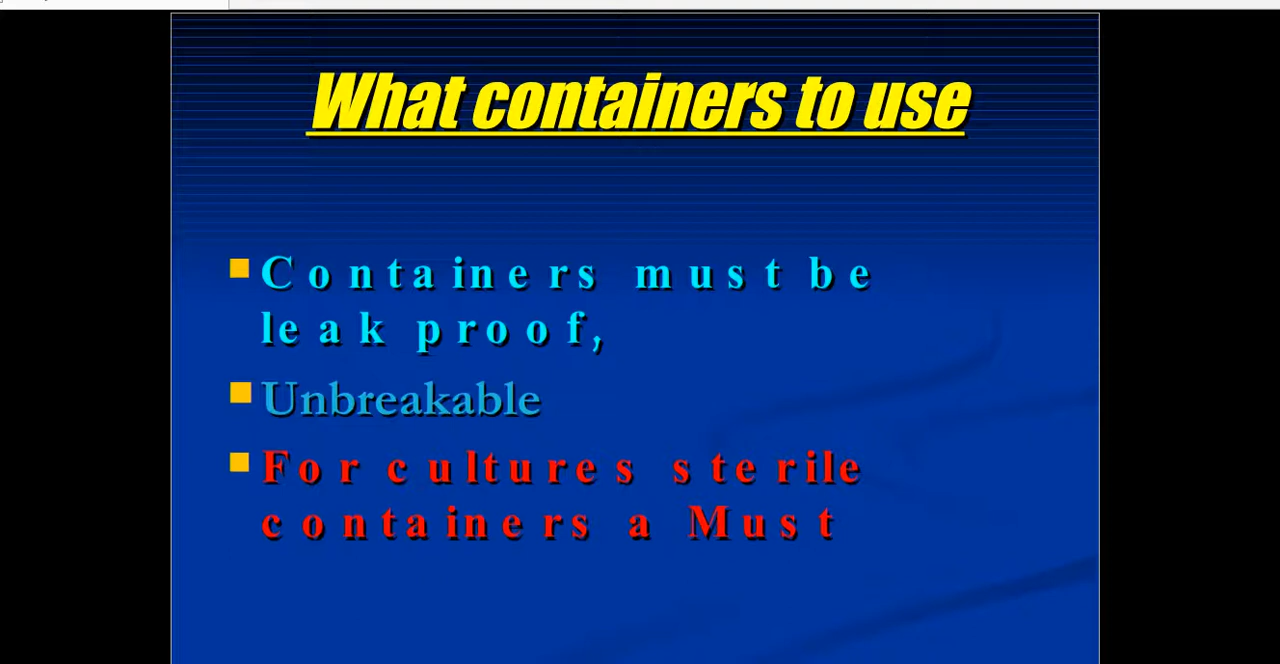 What containers to use
Containers must be
leak proof,
Unbreakable
For cultures sterile
containers a Must